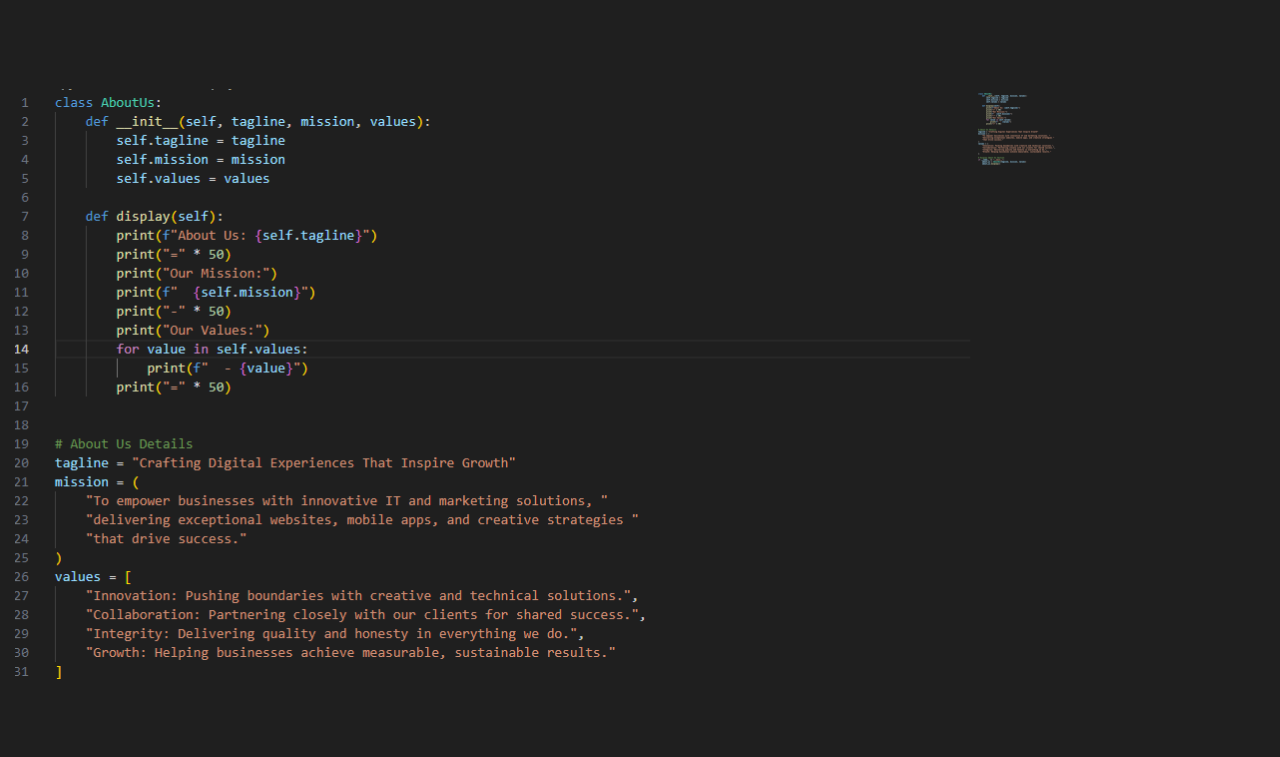 1 class AboutUs:
2     def __init__(self, tagline, mission, values):
3         self.tagline = tagline
4         self.mission = mission
5         self.values = values
6
7     def display(self):
8         print(f"About Us: {self.tagline}")
9         print("=" * 50)
10         print("Our Mission:")
11         print(f"  {self.mission}")
12         print("-" * 50)
13         print("Our Values:")
14         for value in self.values:
15             print(f"  - {value}")
16         print("=" * 50)
17
18
19 # About Us Details
20 tagline = "Crafting Digital Experiences That Inspire Growth"
21 mission = (
22     "To empower businesses with innovative IT and marketing solutions, "
23     "delivering exceptional websites, mobile apps, and creative strategies "
24     "that drive success."
25 )
26 values = [
27     "Innovation: Pushing boundaries with creative and technical solutions.",
28     "Collaboration: Partnering closely with our clients for shared success.",
29     "Integrity: Delivering quality and honesty in everything we do.",
30     "Growth: Helping businesses achieve measurable, sustainable results."
31 ]